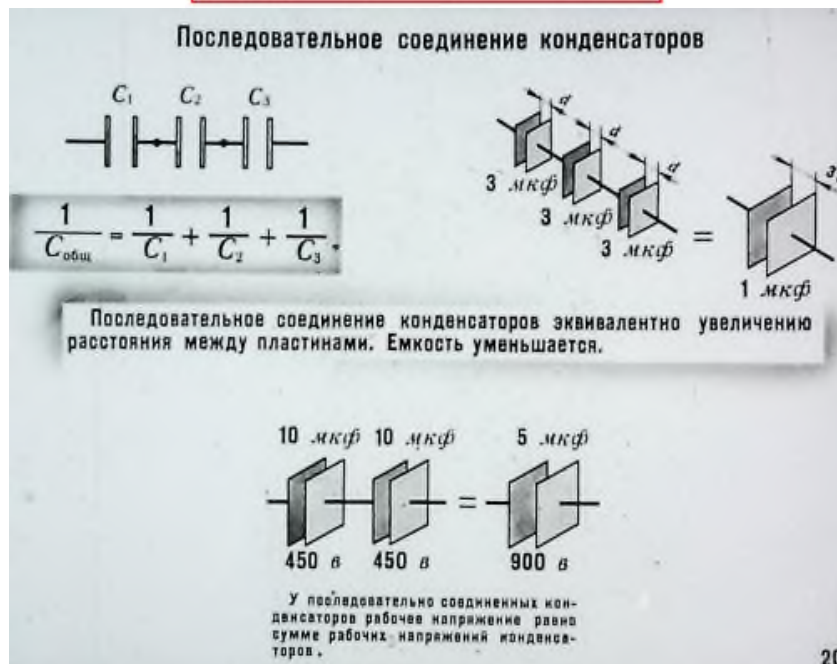 Последовательное соединение конденсаторов
C₁ C₂ C₃
d d d
3 мкф
3 мкф
3 мкф
=
1 мкф
1/Cобщ = 1/C₁ + 1/C₂ + 1/C₃.
Последовательное соединение конденсаторов эквивалентно увеличению
расстояния между пластинами. Емкость уменьшается.
10 мкф 10 мкф 5 мкф
=
450 в 450 в 900 в
У последовательно соединенных кон-
денсаторов рабочее напряжение равно
сумме рабочих напряжений конденса-
торов.